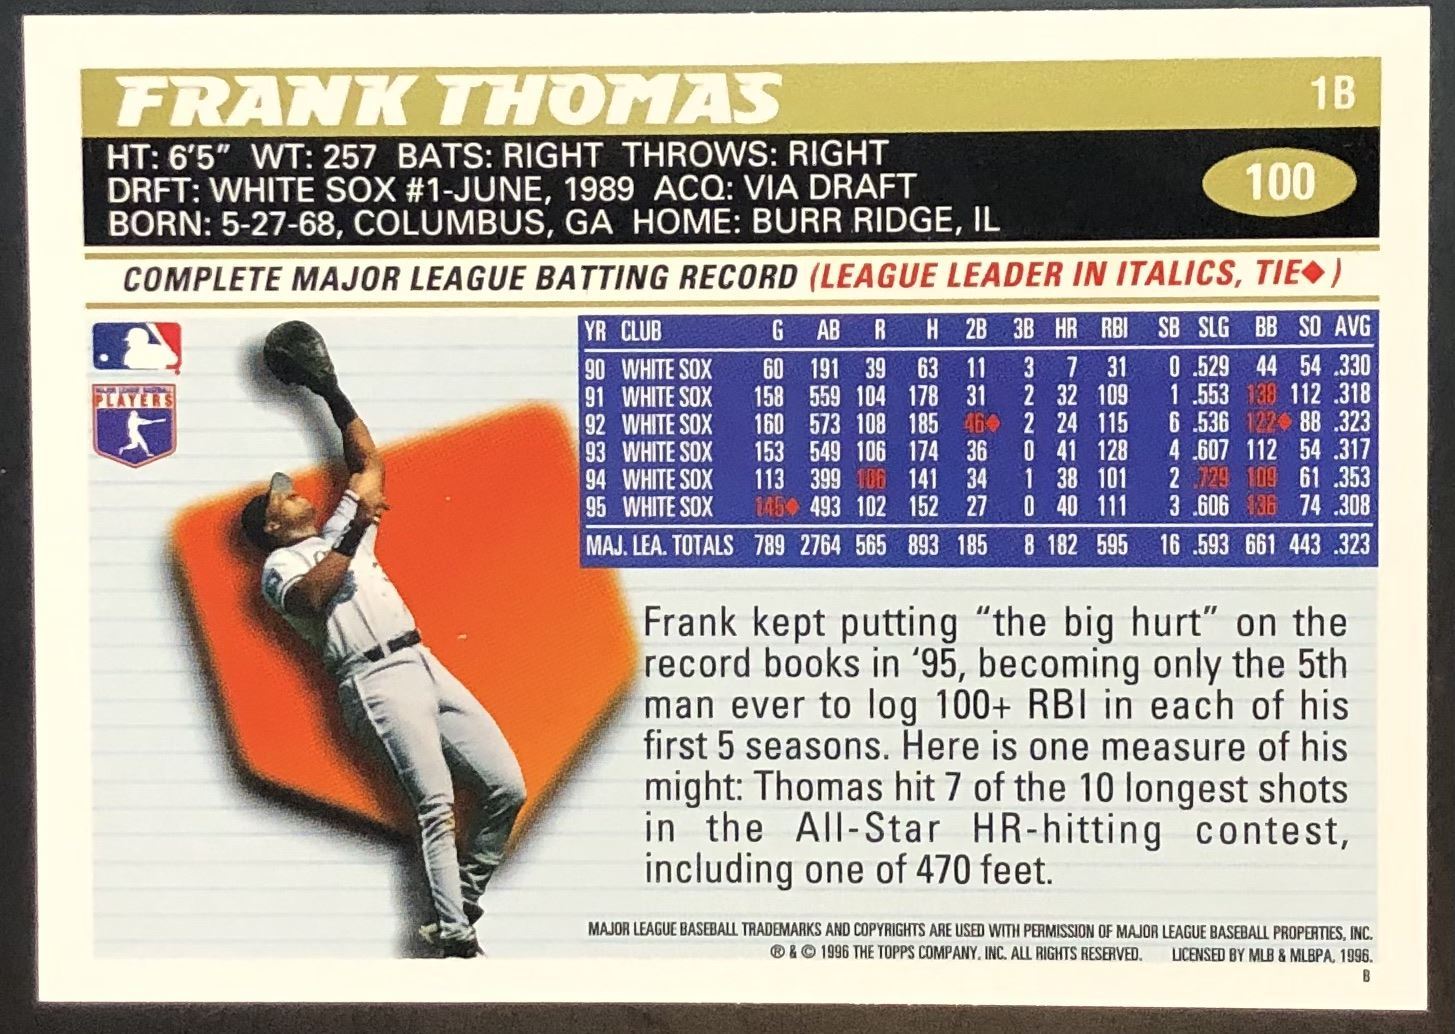 FRANK THOMAS 1B
HT: 6'5" WT: 257 BATS: RIGHT THROWS: RIGHT
DRFT: WHITE SOX #1-JUNE, 1989 ACQ: VIA DRAFT
BORN: 5-27-68, COLUMBUS, GA HOME: BURR RIDGE, IL
100
COMPLETE MAJOR LEAGUE BATTING RECORD (LEAGUE LEADER IN ITALICS, TIE♦)
MAJOR LEAGUE BASEBALL
PLAYERS
YR CLUB G AB R H 2B 3B HR RBI SB SLG BB SO AVG
90 WHITE SOX 60 191 39 63 11 3 7 31 0 .529 44 54 .330
91 WHITE SOX 158 559 104 178 31 2 32 109 1 .553 138 112 .318
92 WHITE SOX 160 573 108 185 46♦ 2 24 115 6 .536 122♦ 88 .323
93 WHITE SOX 153 549 106 174 36 0 41 128 4 .607 112 54 .317
94 WHITE SOX 113 399 106 141 34 1 38 101 2 .729 109 61 .353
95 WHITE SOX 145♦ 493 102 152 27 0 40 111 3 .606 136 74 .308
MAJ. LEA. TOTALS 789 2764 565 893 185 8 182 595 16 .593 661 443 .323
Frank kept putting "the big hurt" on the
record books in '95, becoming only the 5th
man ever to log 100+ RBI in each of his
first 5 seasons. Here is one measure of his
might: Thomas hit 7 of the 10 longest shots
in the All-Star HR-hitting contest,
including one of 470 feet.
MAJOR LEAGUE BASEBALL TRADEMARKS AND COPYRIGHTS ARE USED WITH PERMISSION OF MAJOR LEAGUE BASEBALL PROPERTIES, INC.
® & © 1996 THE TOPPS COMPANY, INC. ALL RIGHTS RESERVED. LICENSED BY MLB & MLBPA, 1996.
B